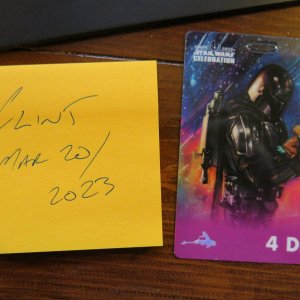 CLINT
MAR 20/
2023
STAR WARS
CELEBRATION
4 D